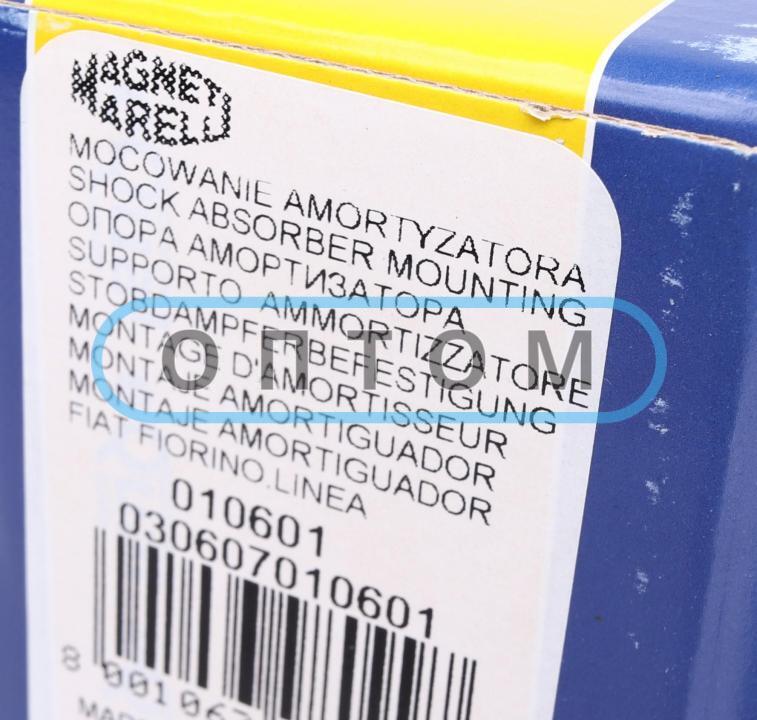 MAGNETI
MARELLI
MOCOWANIE AMORTYZATORA
SHOCK ABSORBER MOUNTING
ОПОРА АМОРТИЗАТОРА
SUPPORTO AMMORTIZZATORE
STOBDAMPFERBEFESTIGUNG
MONTAGE D'AMORTISSEUR
MONTAJE AMORTIGUADOR
MONTAJE AMORTIGUADOR
FIAT FIORINO.LINEA
ОПТОМ
010601
030607010601